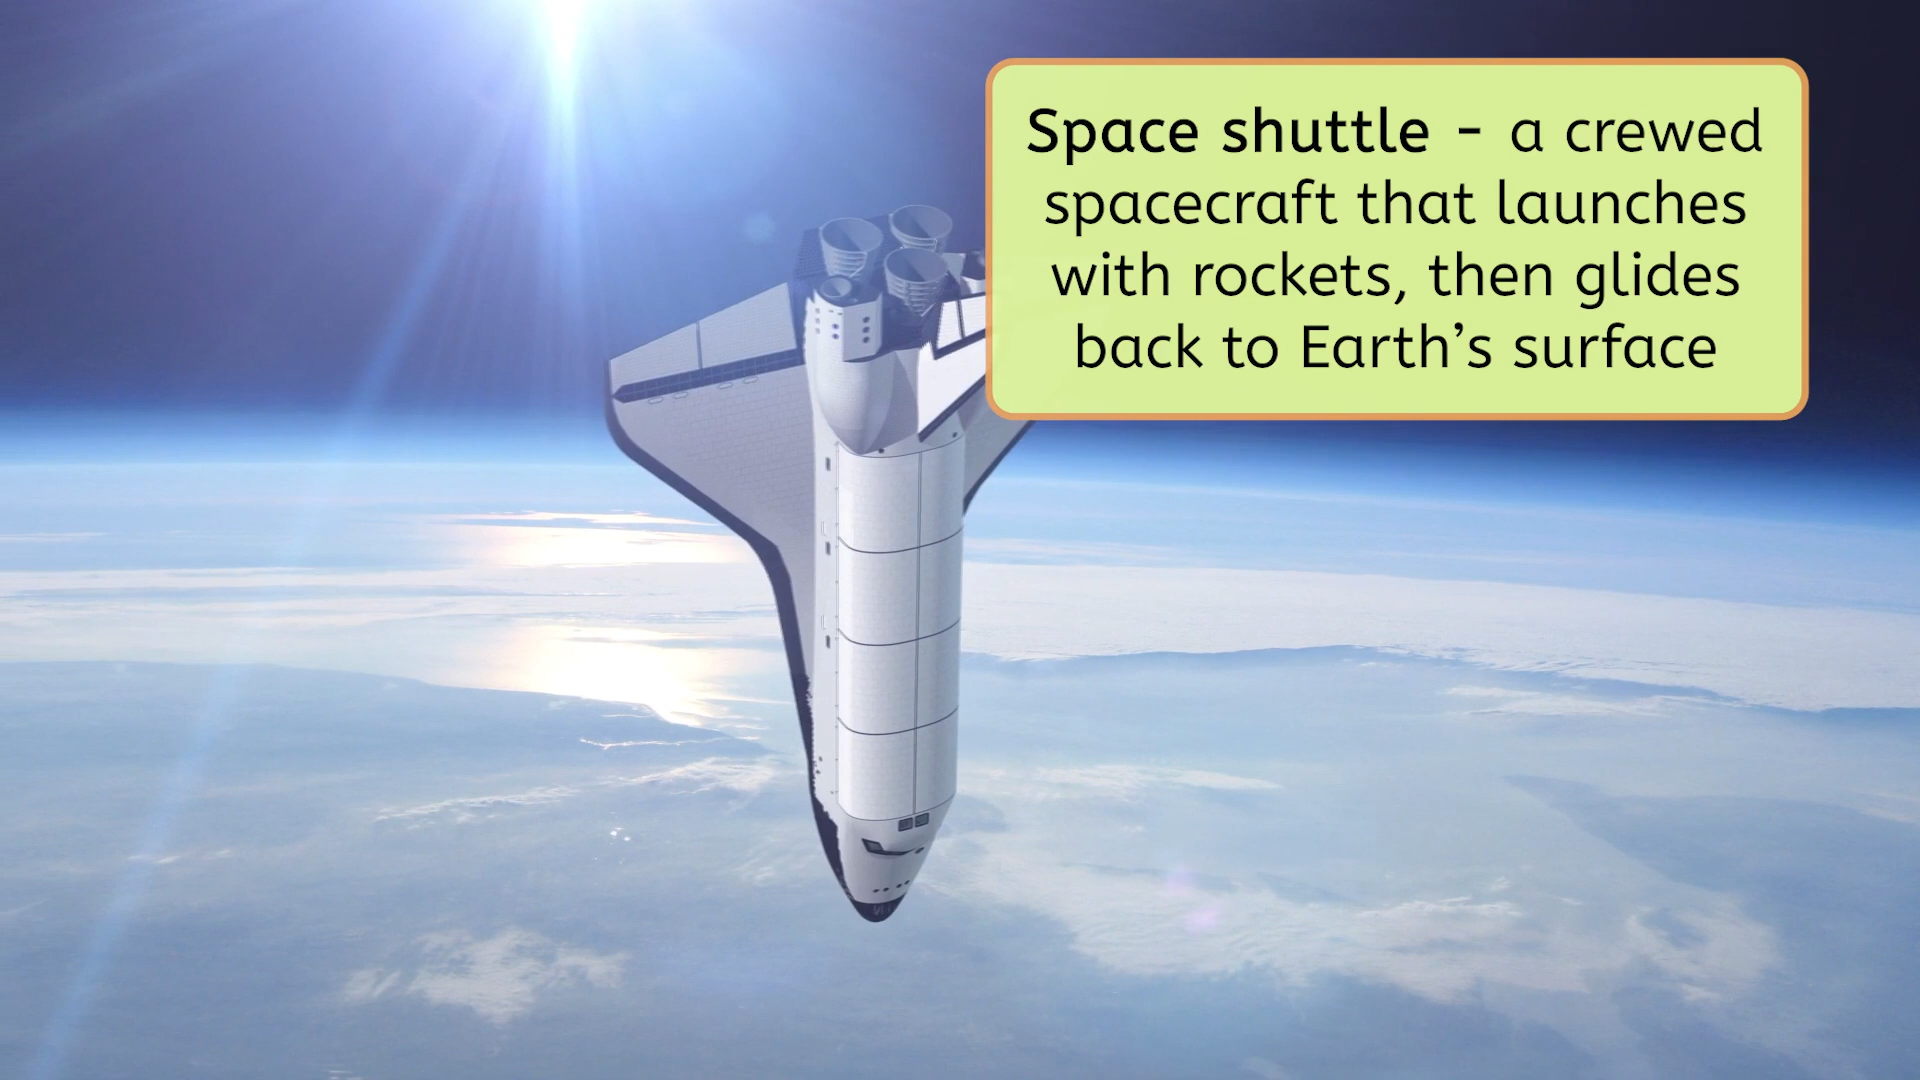 Space shuttle - a crewed
spacecraft that launches
with rockets, then glides
back to Earth’s surface